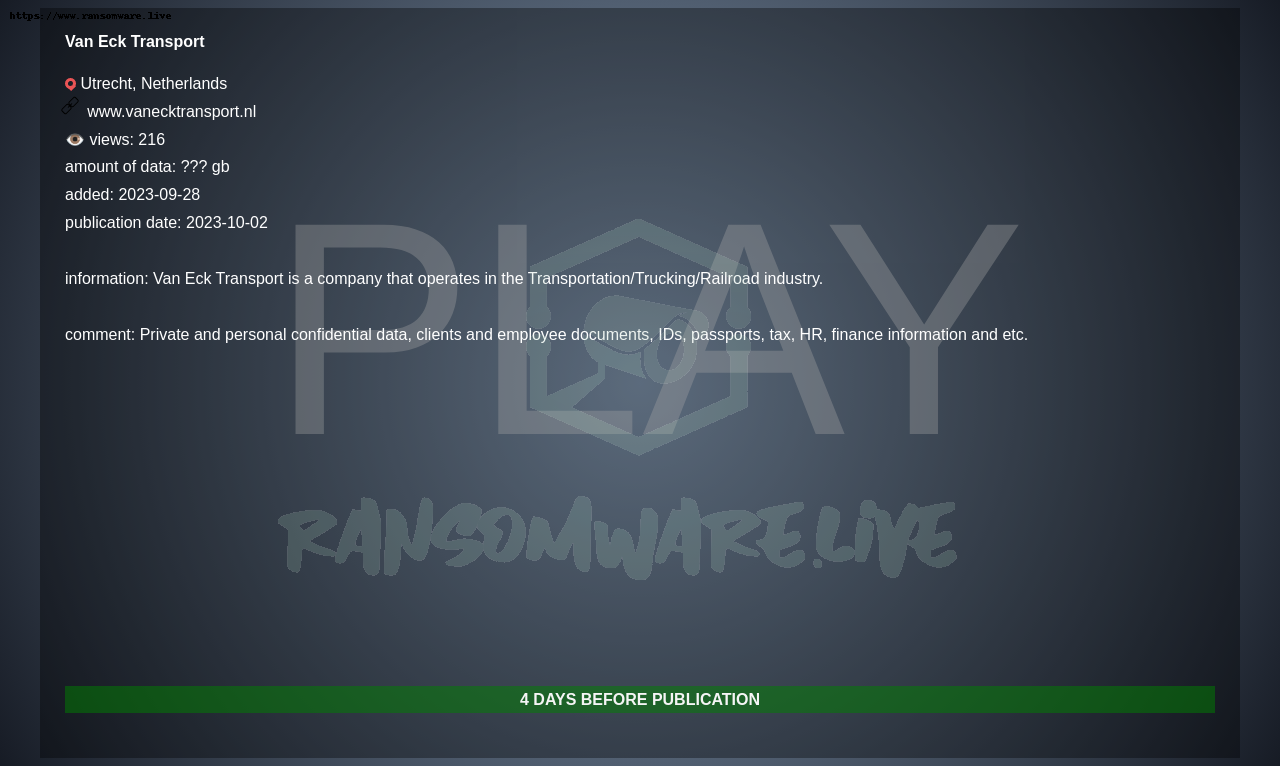 https://www.ransomware.live
Van Eck Transport
Utrecht, Netherlands
www.vanecktransport.nl
views: 216
amount of data: ??? gb
added: 2023-09-28
publication date: 2023-10-02
PLAY
information: Van Eck Transport is a company that operates in the Transportation/Trucking/Railroad industry.
comment: Private and personal confidential data, clients and employee documents, IDs, passports, tax, HR, finance information and etc.
RANSOMWARE.LIVE
4 DAYS BEFORE PUBLICATION